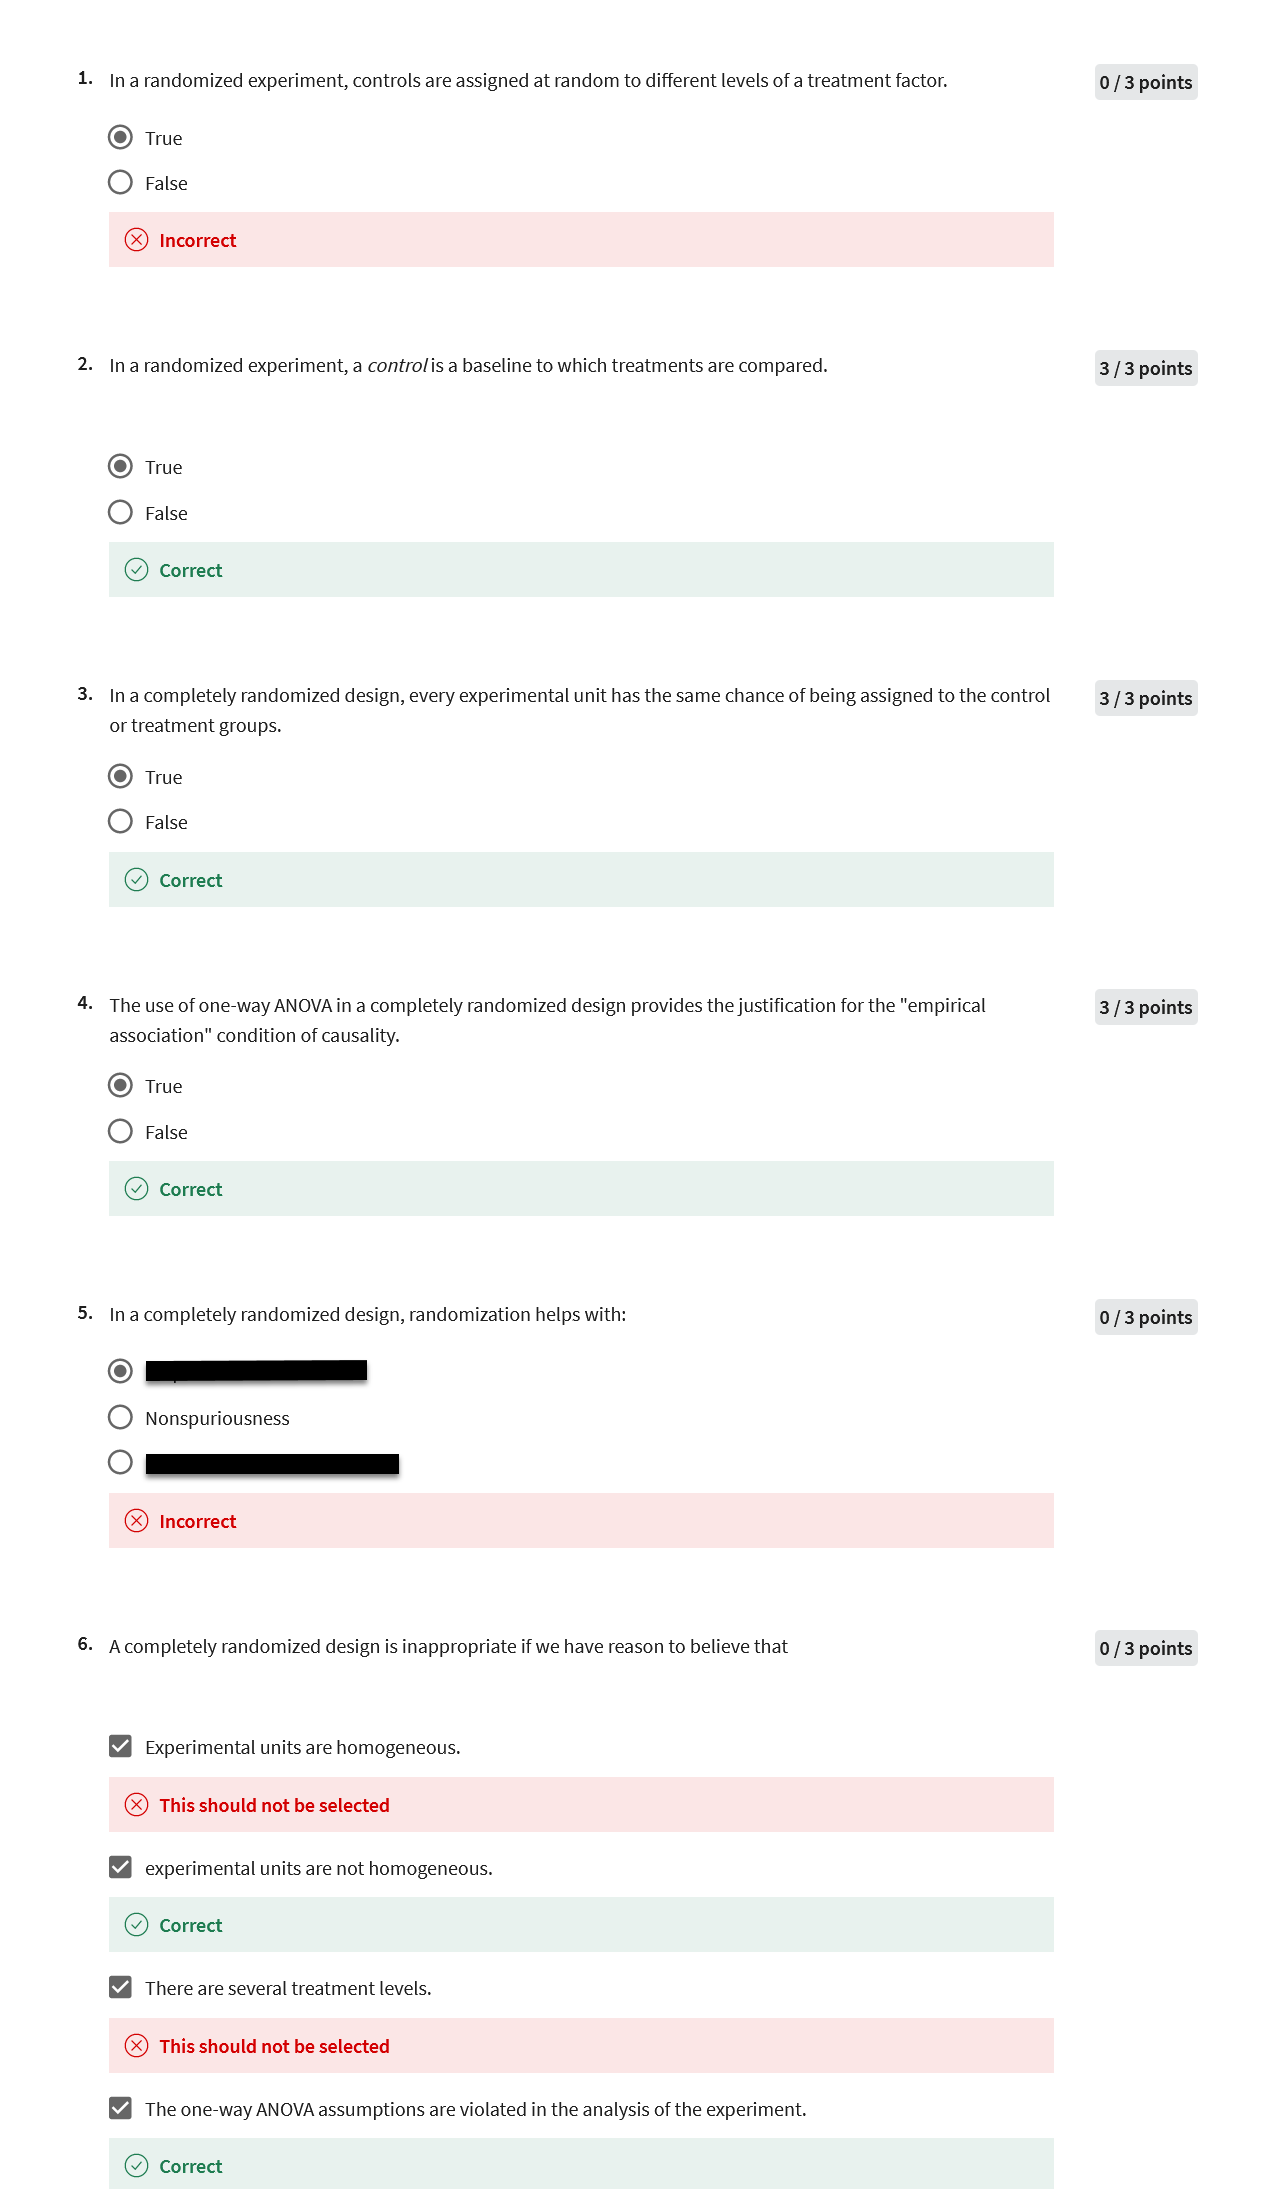 1. In a randomized experiment, controls are assigned at random to different levels of a treatment factor.
0 / 3 points
True
False
Incorrect
2. In a randomized experiment, a control is a baseline to which treatments are compared.
3 / 3 points
True
False
Correct
3. In a completely randomized design, every experimental unit has the same chance of being assigned to the control
or treatment groups.
3 / 3 points
True
False
Correct
4. The use of one-way ANOVA in a completely randomized design provides the justification for the "empirical
association" condition of causality.
3 / 3 points
True
False
Correct
5. In a completely randomized design, randomization helps with:
0 / 3 points
Nonspuriousness
Incorrect
6. A completely randomized design is inappropriate if we have reason to believe that
0 / 3 points
Experimental units are homogeneous.
This should not be selected
experimental units are not homogeneous.
Correct
There are several treatment levels.
This should not be selected
The one-way ANOVA assumptions are violated in the analysis of the experiment.
Correct